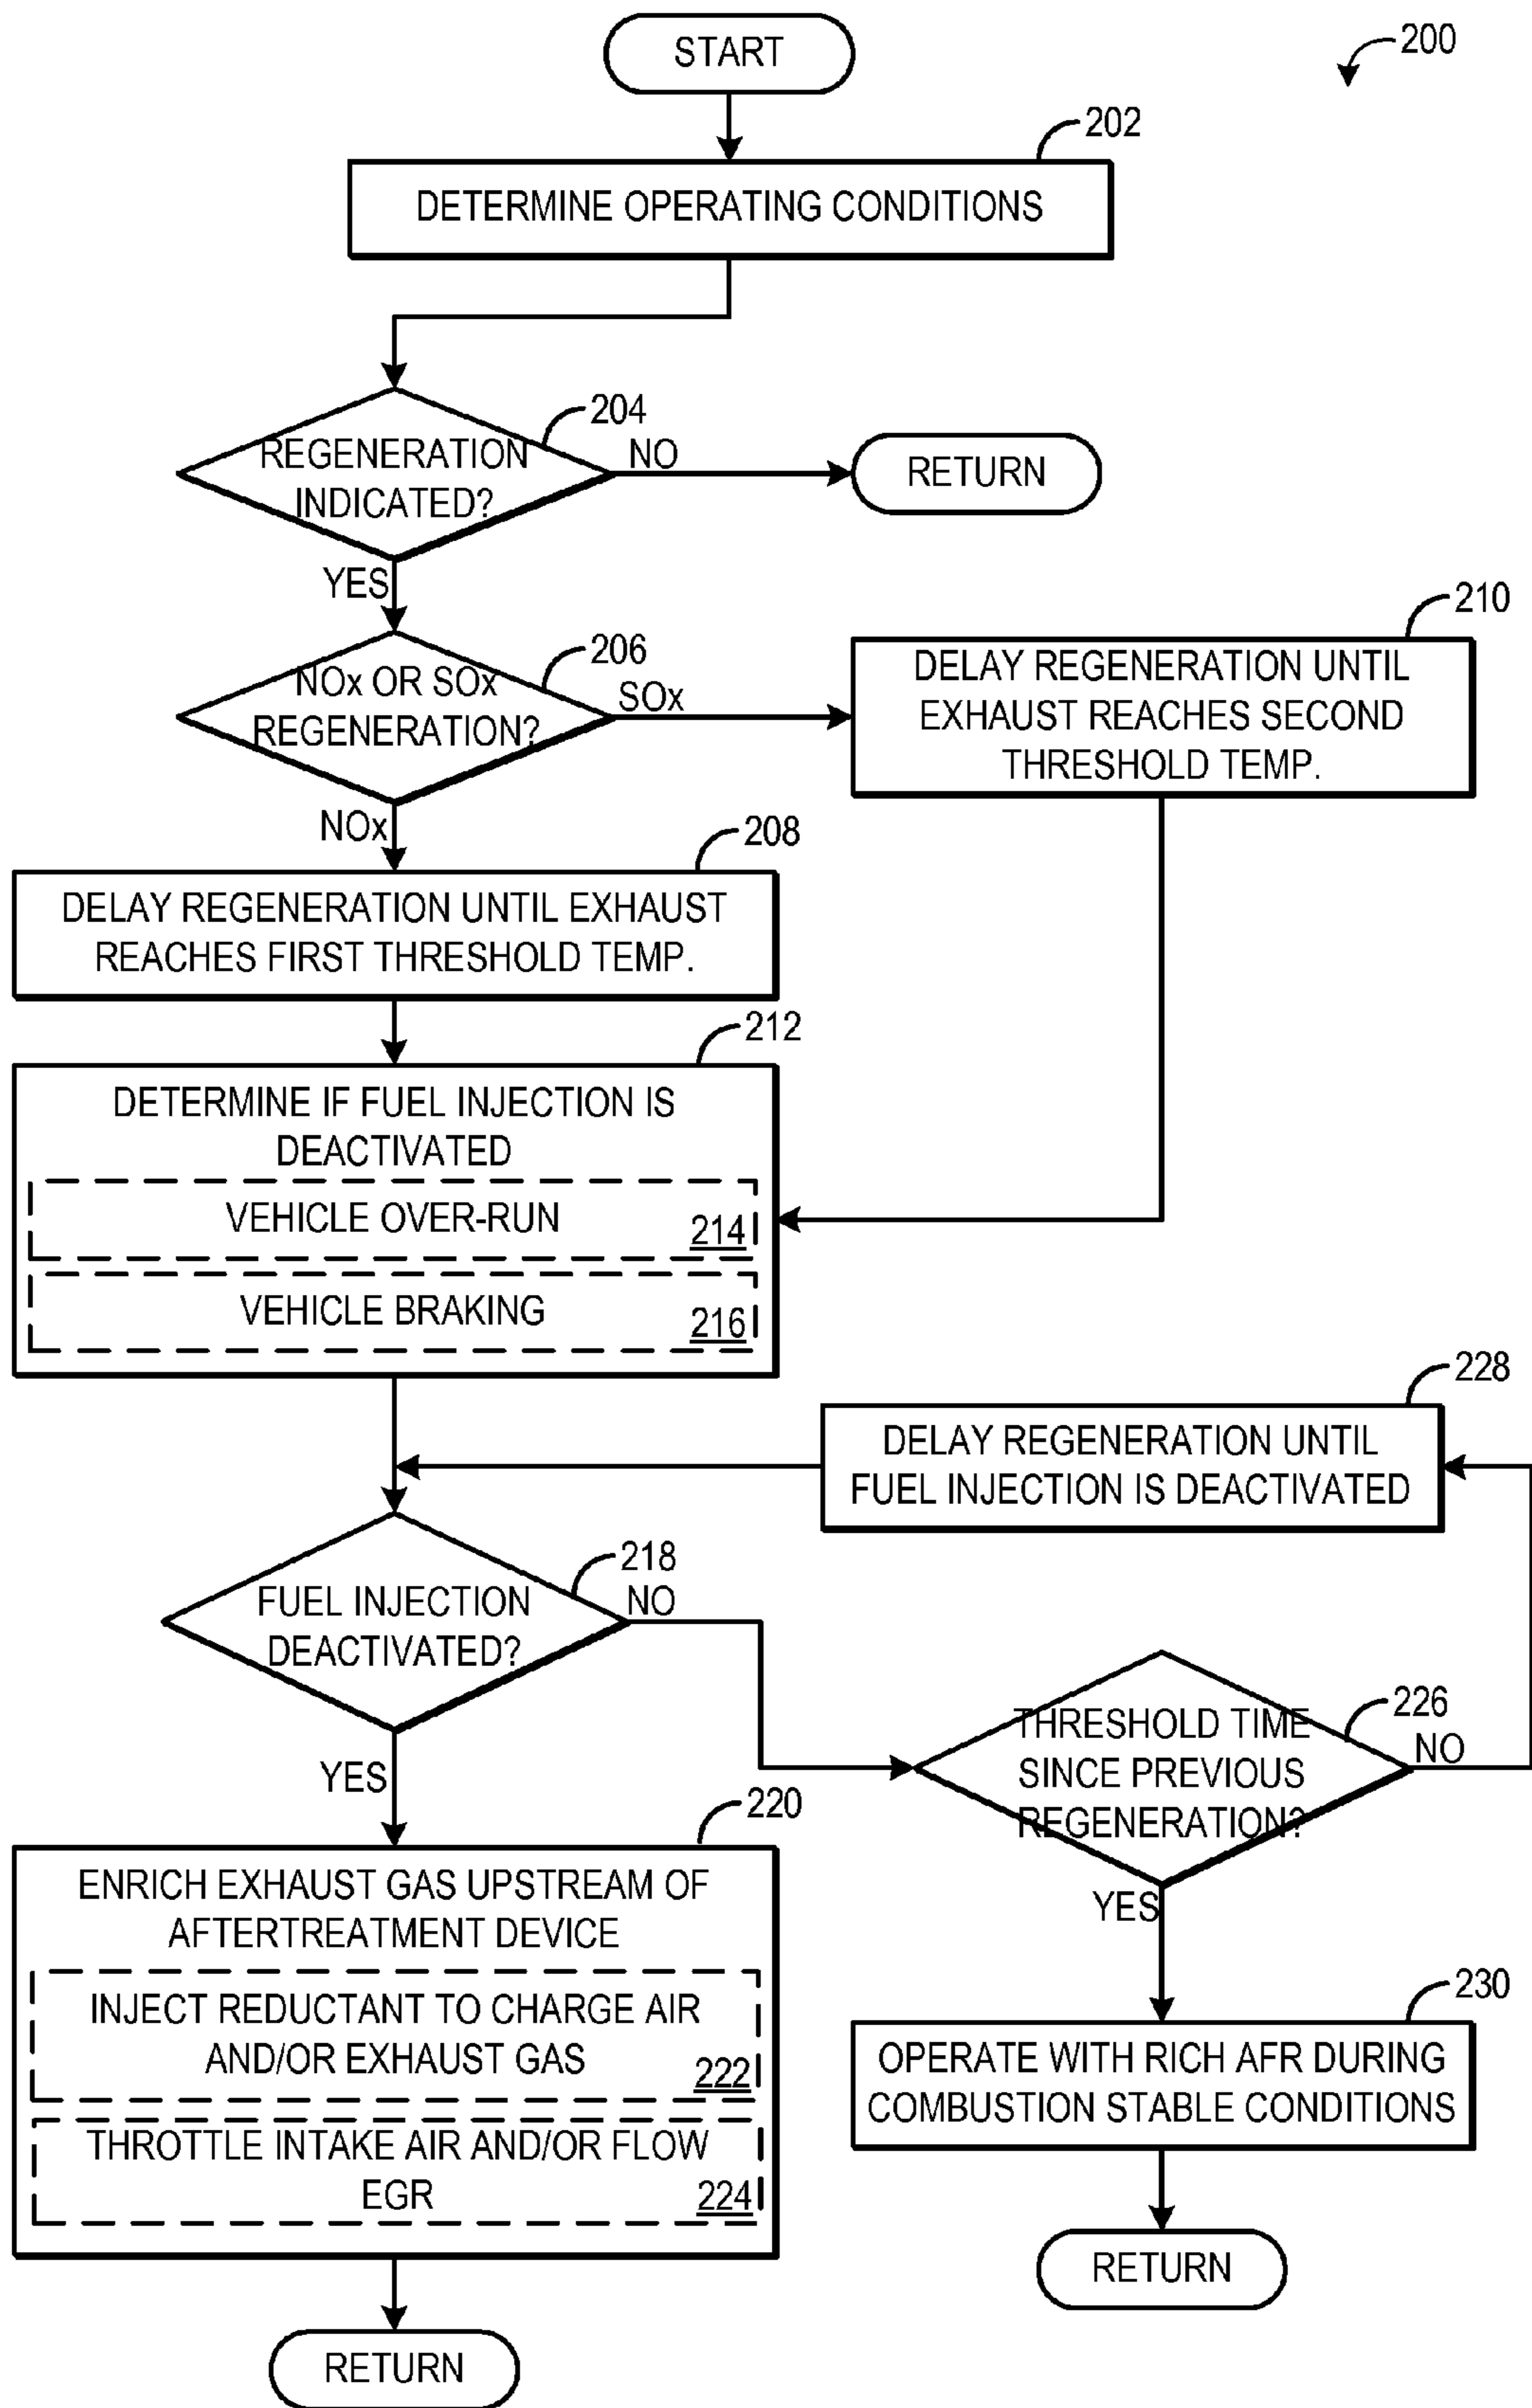 START
200
202
DETERMINE OPERATING CONDITIONS
204
REGENERATION
INDICATED?
NO
RETURN
YES
206
NOx OR SOx
REGENERATION?
SOx
210
DELAY REGENERATION UNTIL
EXHAUST REACHES SECOND
THRESHOLD TEMP.
NOx
208
DELAY REGENERATION UNTIL EXHAUST
REACHES FIRST THRESHOLD TEMP.
212
DETERMINE IF FUEL INJECTION IS
DEACTIVATED
VEHICLE OVER-RUN
214
VEHICLE BRAKING
216
228
DELAY REGENERATION UNTIL
FUEL INJECTION IS DEACTIVATED
218
FUEL INJECTION
DEACTIVATED?
NO
226
THRESHOLD TIME
SINCE PREVIOUS
REGENERATION?
NO
YES
YES
220
ENRICH EXHAUST GAS UPSTREAM OF
AFTERTREATMENT DEVICE
INJECT REDUCTANT TO CHARGE AIR
AND/OR EXHAUST GAS
222
THROTTLE INTAKE AIR AND/OR FLOW
EGR
224
230
OPERATE WITH RICH AFR DURING
COMBUSTION STABLE CONDITIONS
RETURN
RETURN